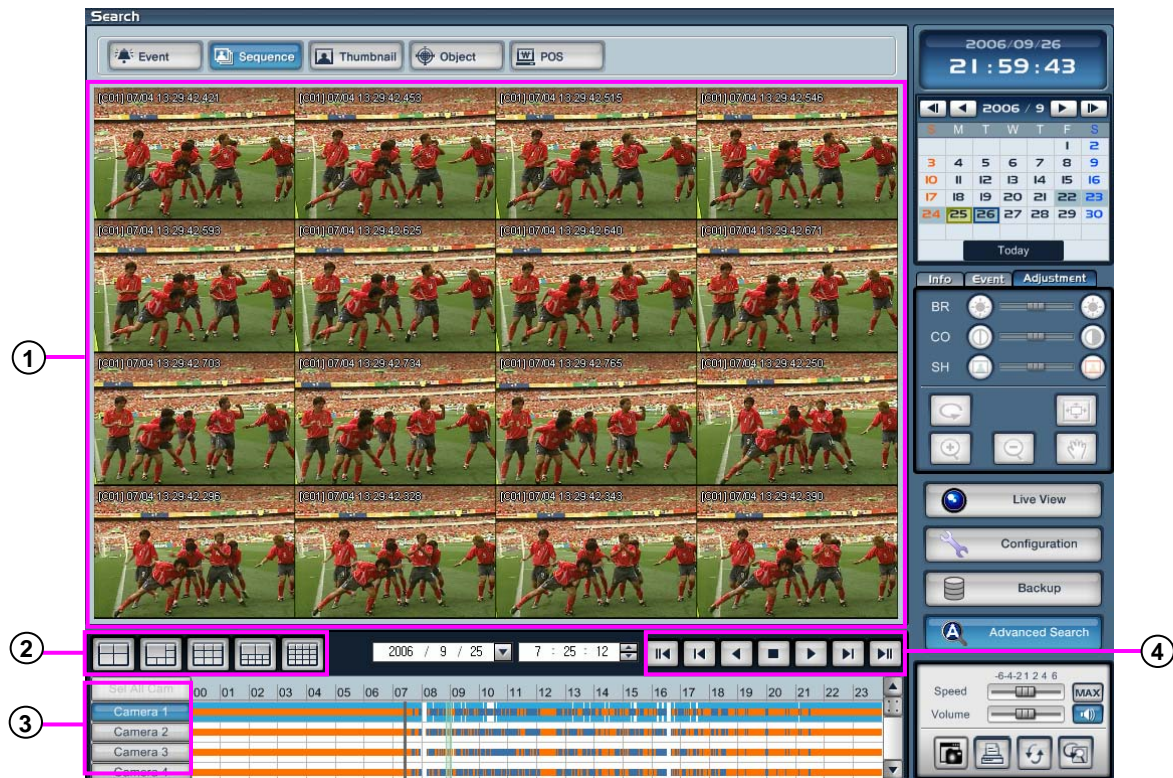 Search
Event Sequence Thumbnail Object POS
[C01] 07/04 13:29:42.421 [C01] 07/04 13:29:42.453 [C01] 07/04 13:29:42.515 [C01] 07/04 13:29:42.546
[C01] 07/04 13:29:42.593 [C01] 07/04 13:29:42.625 [C01] 07/04 13:29:42.640 [C01] 07/04 13:29:42.671
[C01] 07/04 13:29:42.703 [C01] 07/04 13:29:42.734 [C01] 07/04 13:29:42.765 [C01] 07/04 13:29:42.250
[C01] 07/04 13:29:42.296 [C01] 07/04 13:29:42.328 [C01] 07/04 13:29:42.343 [C01] 07/04 13:29:42.390
1
2
3
4
2006 / 9 / 25 7 : 25 : 12
Sel All Cam 00 01 02 03 04 05 06 07 08 09 10 11 12 13 14 15 16 17 18 19 20 21 22 23
Camera 1
Camera 2
Camera 3
Camera 4
2006/09/26
21:59:43
2006 / 9
S M T W T F S
1 2
3 4 5 6 7 8 9
10 11 12 13 14 15 16
17 18 19 20 21 22 23
24 25 26 27 28 29 30
Today
Info Event Adjustment
BR
CO
SH
Live View
Configuration
Backup
Advanced Search
-6-4-2 1 2 4 6
Speed MAX
Volume